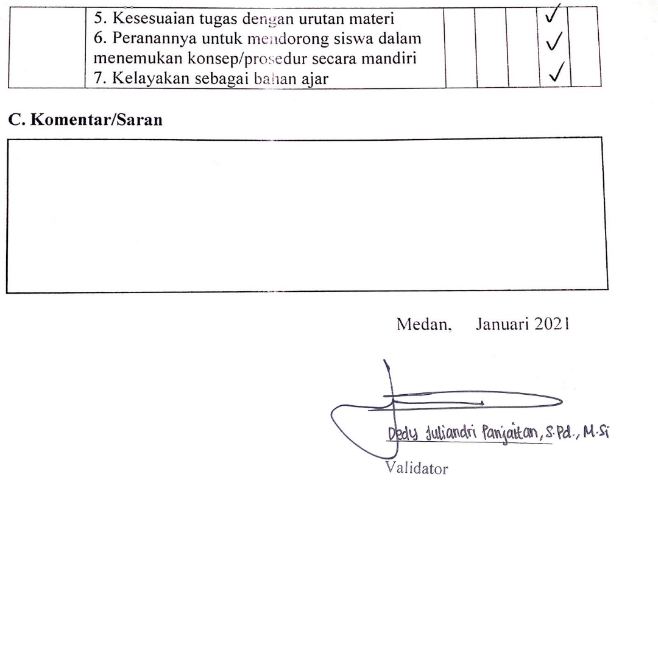 5. Kesesuaian tugas dengan urutan materi ✓
6. Peranannya untuk mendorong siswa dalam ✓
menemukan konsep/prosedur secara mandiri
7. Kelayakan sebagai bahan ajar ✓
C. Komentar/Saran
Medan, Januari 2021
Dedy Juliandri Panjaitan, S.Pd., M.Si
Validator